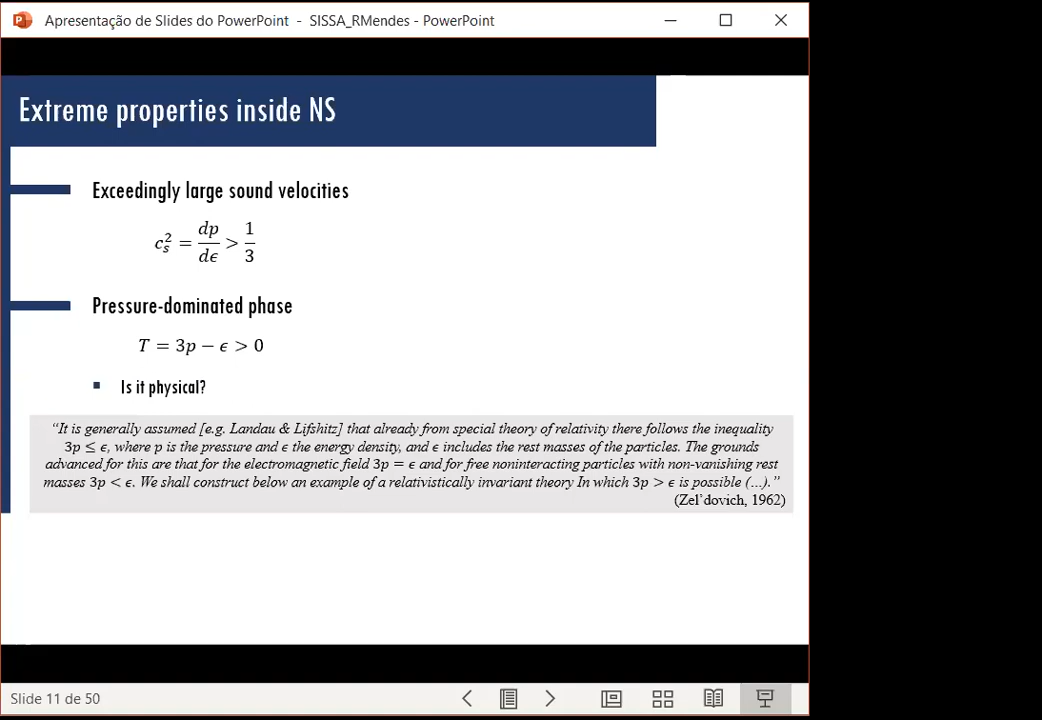 Apresentação de Slides do PowerPoint - SISSA_RMendes - PowerPoint
Extreme properties inside NS
Exceedingly large sound velocities
c_s^2 = dp/dϵ > 1/3
Pressure-dominated phase
T = 3p − ϵ > 0
▪ Is it physical?
“It is generally assumed [e.g. Landau & Lifshitz] that already from special theory of relativity there follows the inequality
3p ≤ ϵ, where p is the pressure and ϵ the energy density, and ϵ includes the rest masses of the particles. The grounds
advanced for this are that for the electromagnetic field 3p = ϵ and for free noninteracting particles with non-vanishing rest
masses 3p < ϵ. We shall construct below an example of a relativistically invariant theory In which 3p > ϵ is possible (...).”
(Zel’dovich, 1962)
Slide 11 de 50